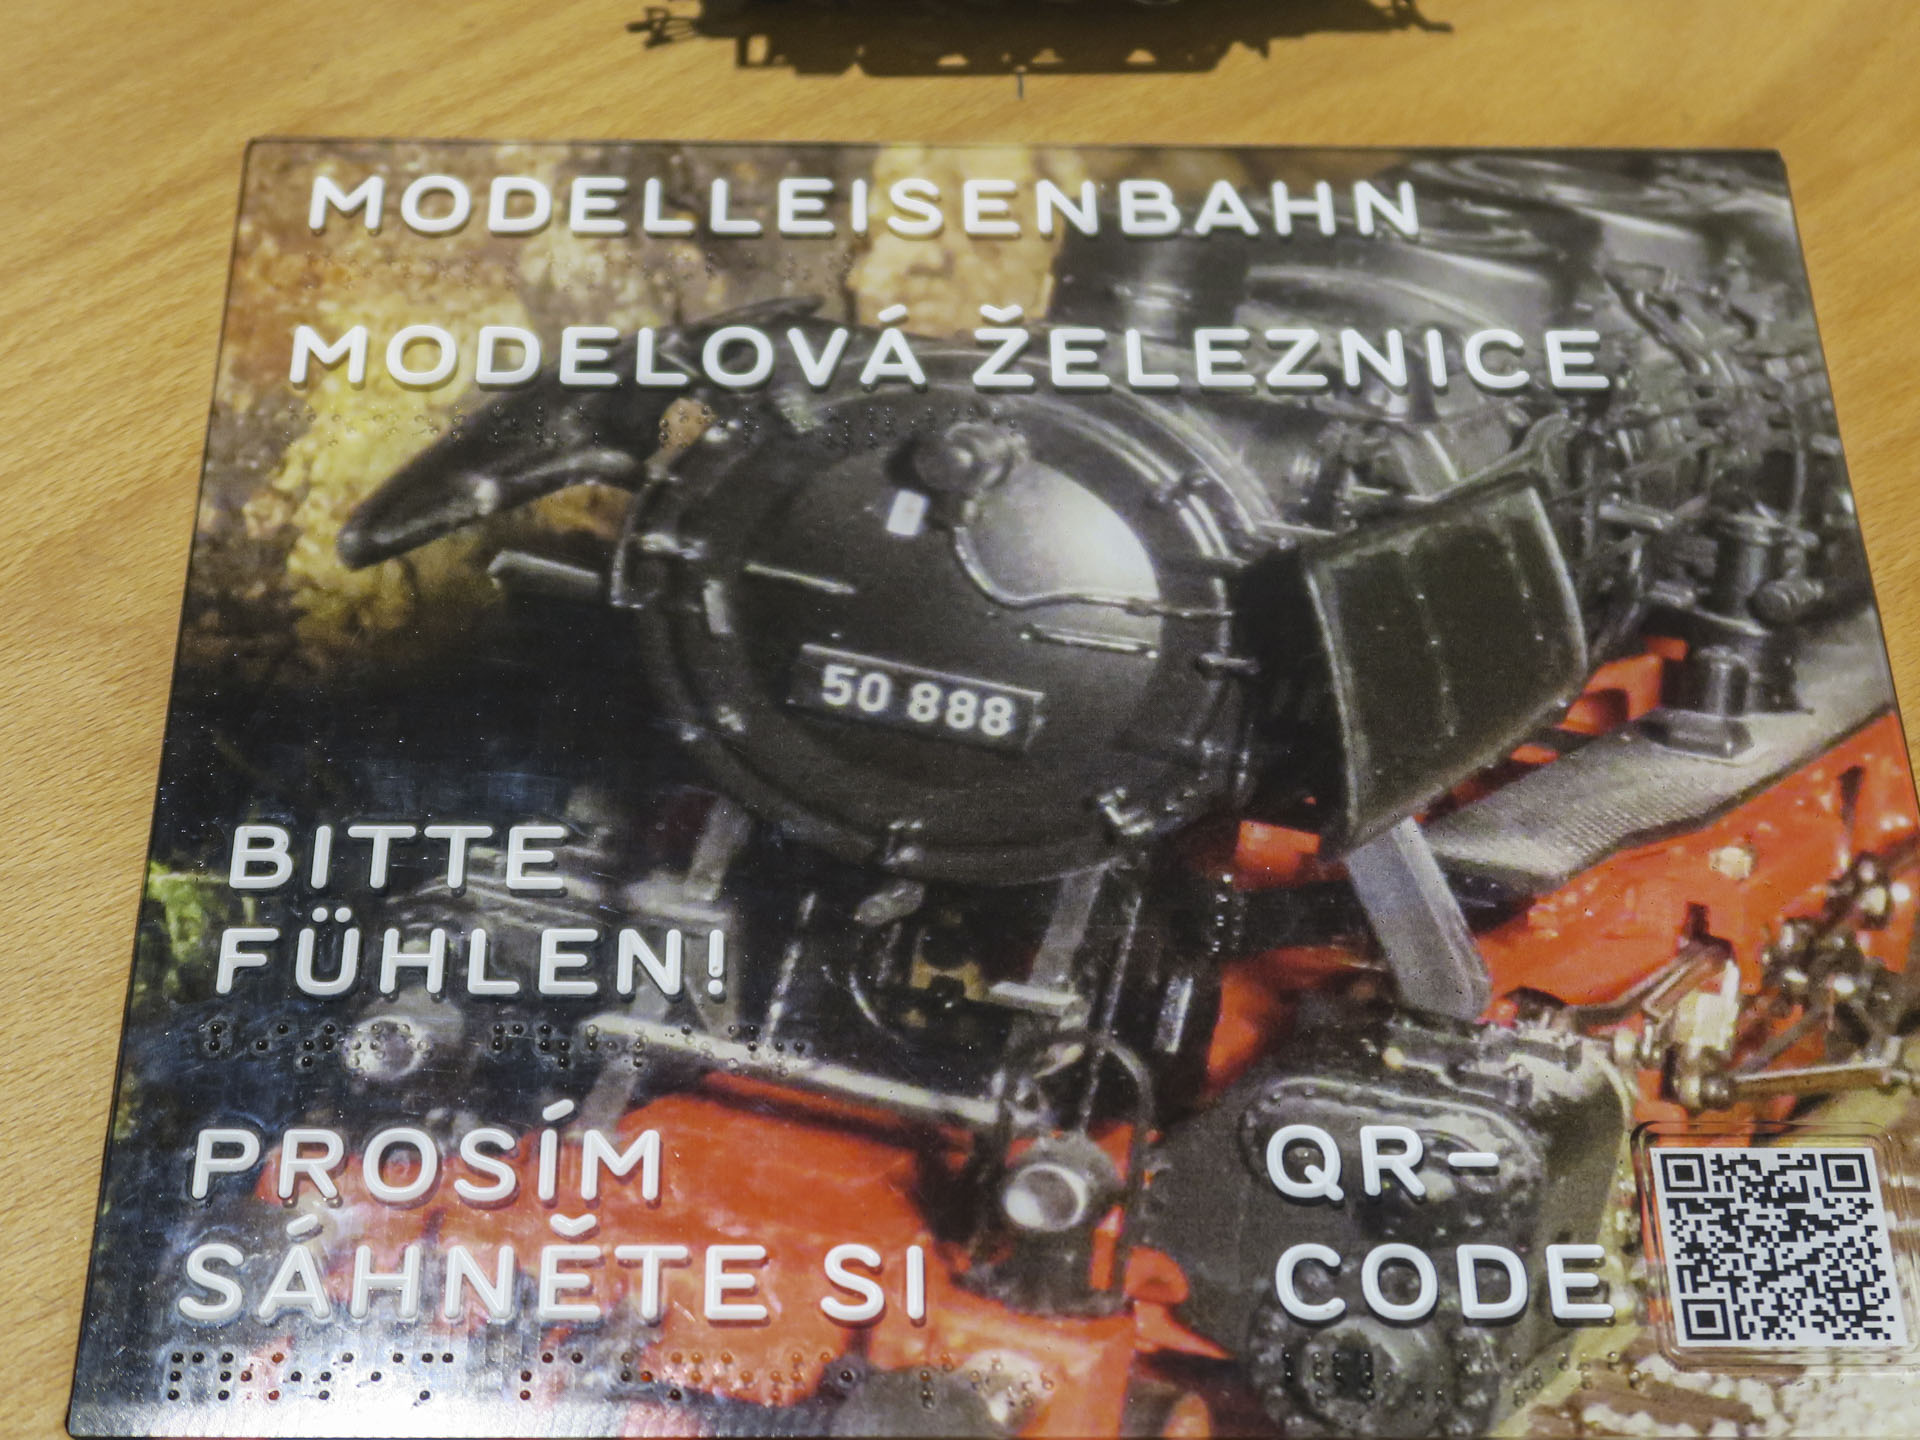 MODELLEISENBAHN
MODELOVÁ ŽELEZNICE
50 888
BITTE
FÜHLEN!
PROSÍM
SÁHNĚTE SI
QR-
CODE